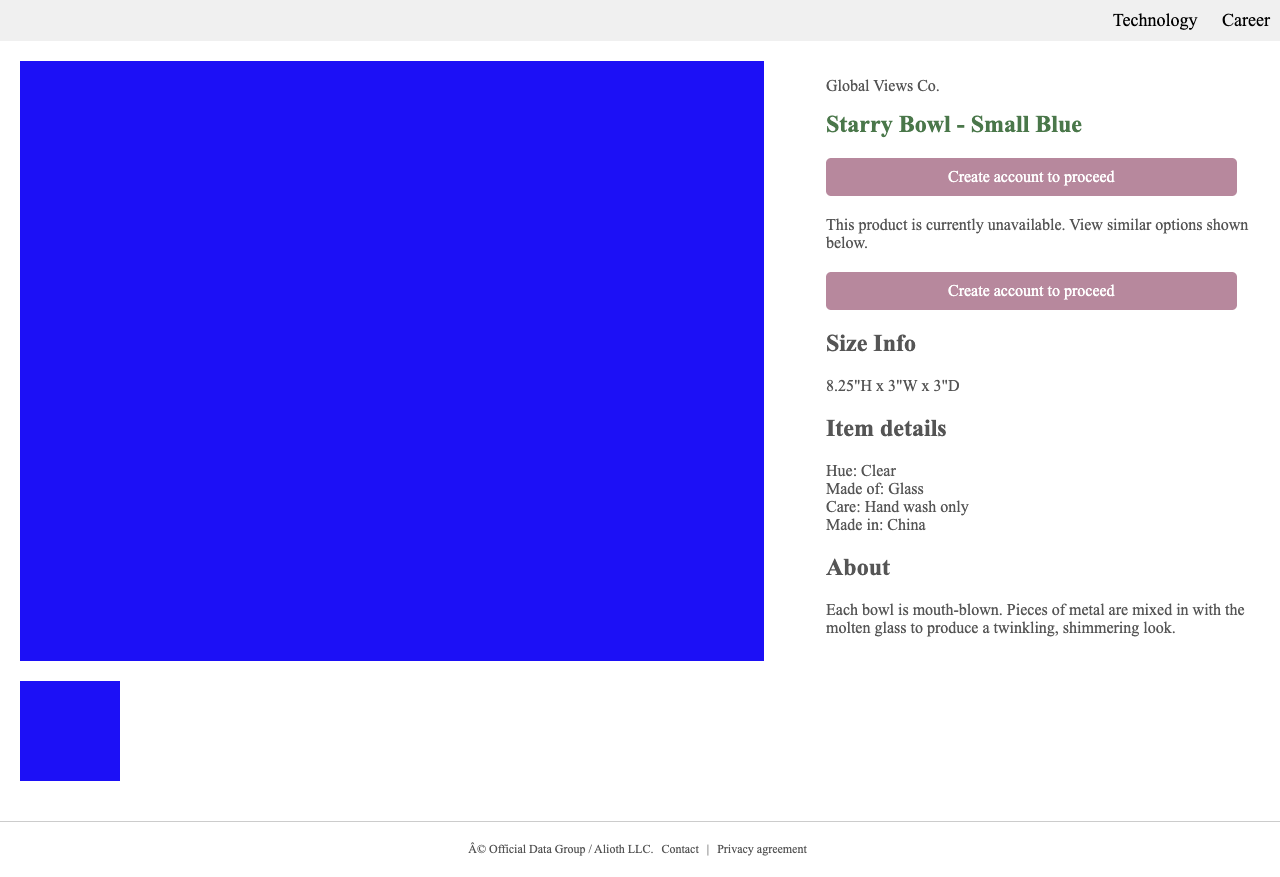 Technology Career
Global Views Co.
Starry Bowl - Small Blue
Create account to proceed
This product is currently unavailable. View similar options shown
below.
Create account to proceed
Size Info
8.25"H x 3"W x 3"D
Item details
Hue: Clear
Made of: Glass
Care: Hand wash only
Made in: China
About
Each bowl is mouth-blown. Pieces of metal are mixed in with the
molten glass to produce a twinkling, shimmering look.
Â© Official Data Group / Alioth LLC. Contact | Privacy agreement